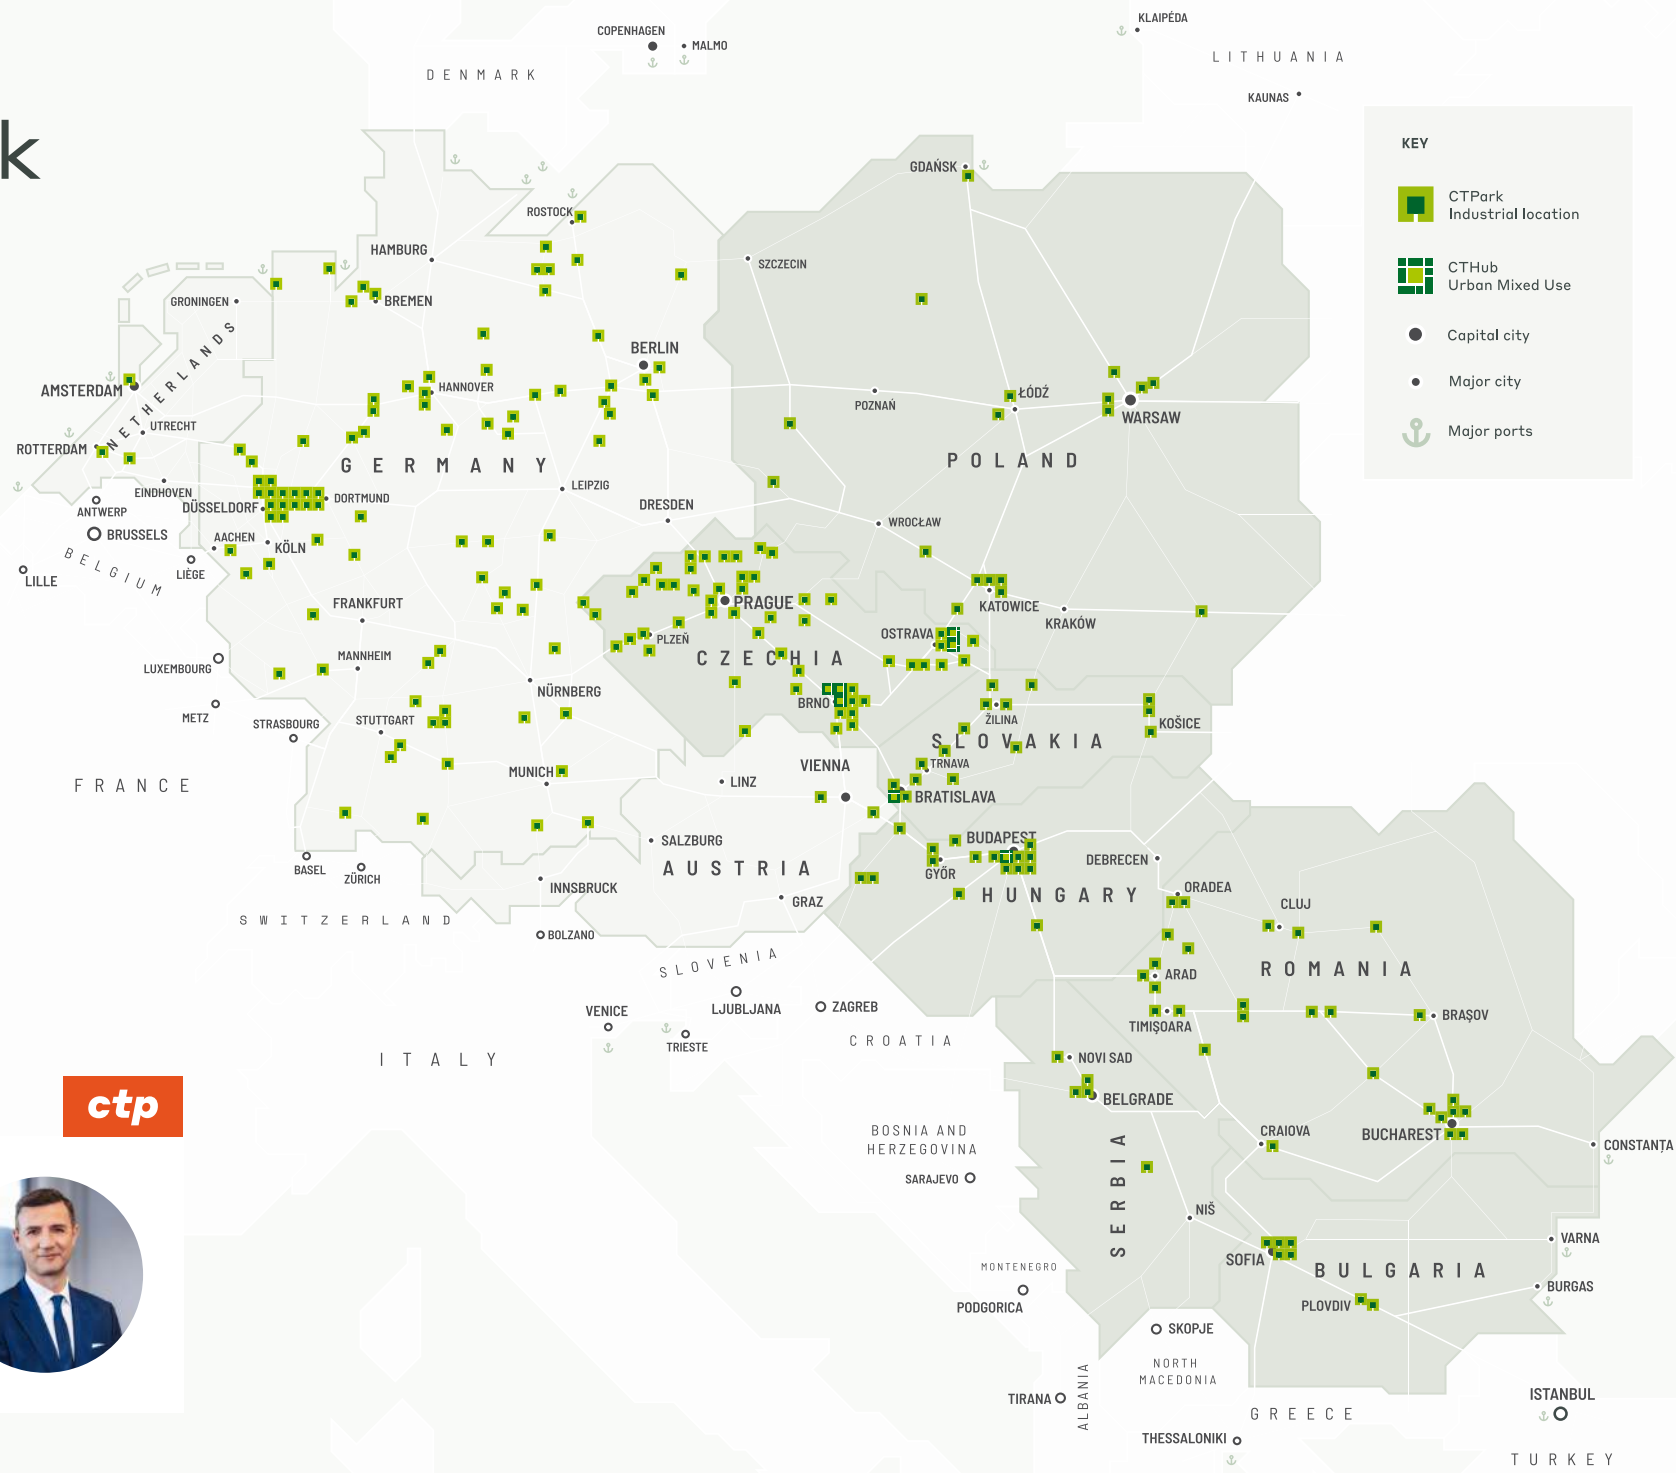 k
KEY
CTPark
Industrial location
CTHub
Urban Mixed Use
Capital city
Major city
Major ports
COPENHAGEN
MALMO
DENMARK
KLAIPÉDA
LITHUANIA
KAUNAS
GDAŃSK
ROSTOCK
HAMBURG
SZCZECIN
GRONINGEN
BREMEN
NETHERLANDS
AMSTERDAM
UTRECHT
ROTTERDAM
BERLIN
HANNOVER
POZNAŃ
ŁÓDŹ
WARSAW
GERMANY
POLAND
EINDHOVEN
ANTWERP
DÜSSELDORF
DORTMUND
LEIPZIG
DRESDEN
WROCŁAW
BRUSSELS
AACHEN
KÖLN
BELGIUM
LIÈGE
LILLE
FRANKFURT
PRAGUE
KATOWICE
KRAKÓW
OSTRAVA
PLZEŇ
CZECHIA
LUXEMBOURG
MANNHEIM
NÜRNBERG
BRNO
METZ
STRASBOURG
STUTTGART
ŽILINA
KOŠICE
SLOVAKIA
TRNAVA
VIENNA
MUNICH
LINZ
BRATISLAVA
FRANCE
SALZBURG
BUDAPEST
DEBRECEN
BASEL
ZÜRICH
AUSTRIA
GYŐR
INNSBRUCK
GRAZ
HUNGARY
ORADEA
CLUJ
SWITZERLAND
BOLZANO
SLOVENIA
ARAD
ROMANIA
LJUBLJANA
ZAGREB
VENICE
TRIESTE
TIMIȘOARA
BRAȘOV
CROATIA
ITALY
NOVI SAD
BELGRADE
ctp
BOSNIA AND
HERZEGOVINA
SARAJEVO
SERBIA
CRAIOVA
BUCHAREST
CONSTANȚA
NIŠ
SOFIA
VARNA
BULGARIA
BURGAS
MONTENEGRO
PODGORICA
PLOVDIV
SKOPJE
NORTH
MACEDONIA
TIRANA
ALBANIA
GREECE
ISTANBUL
THESSALONIKI
TURKEY